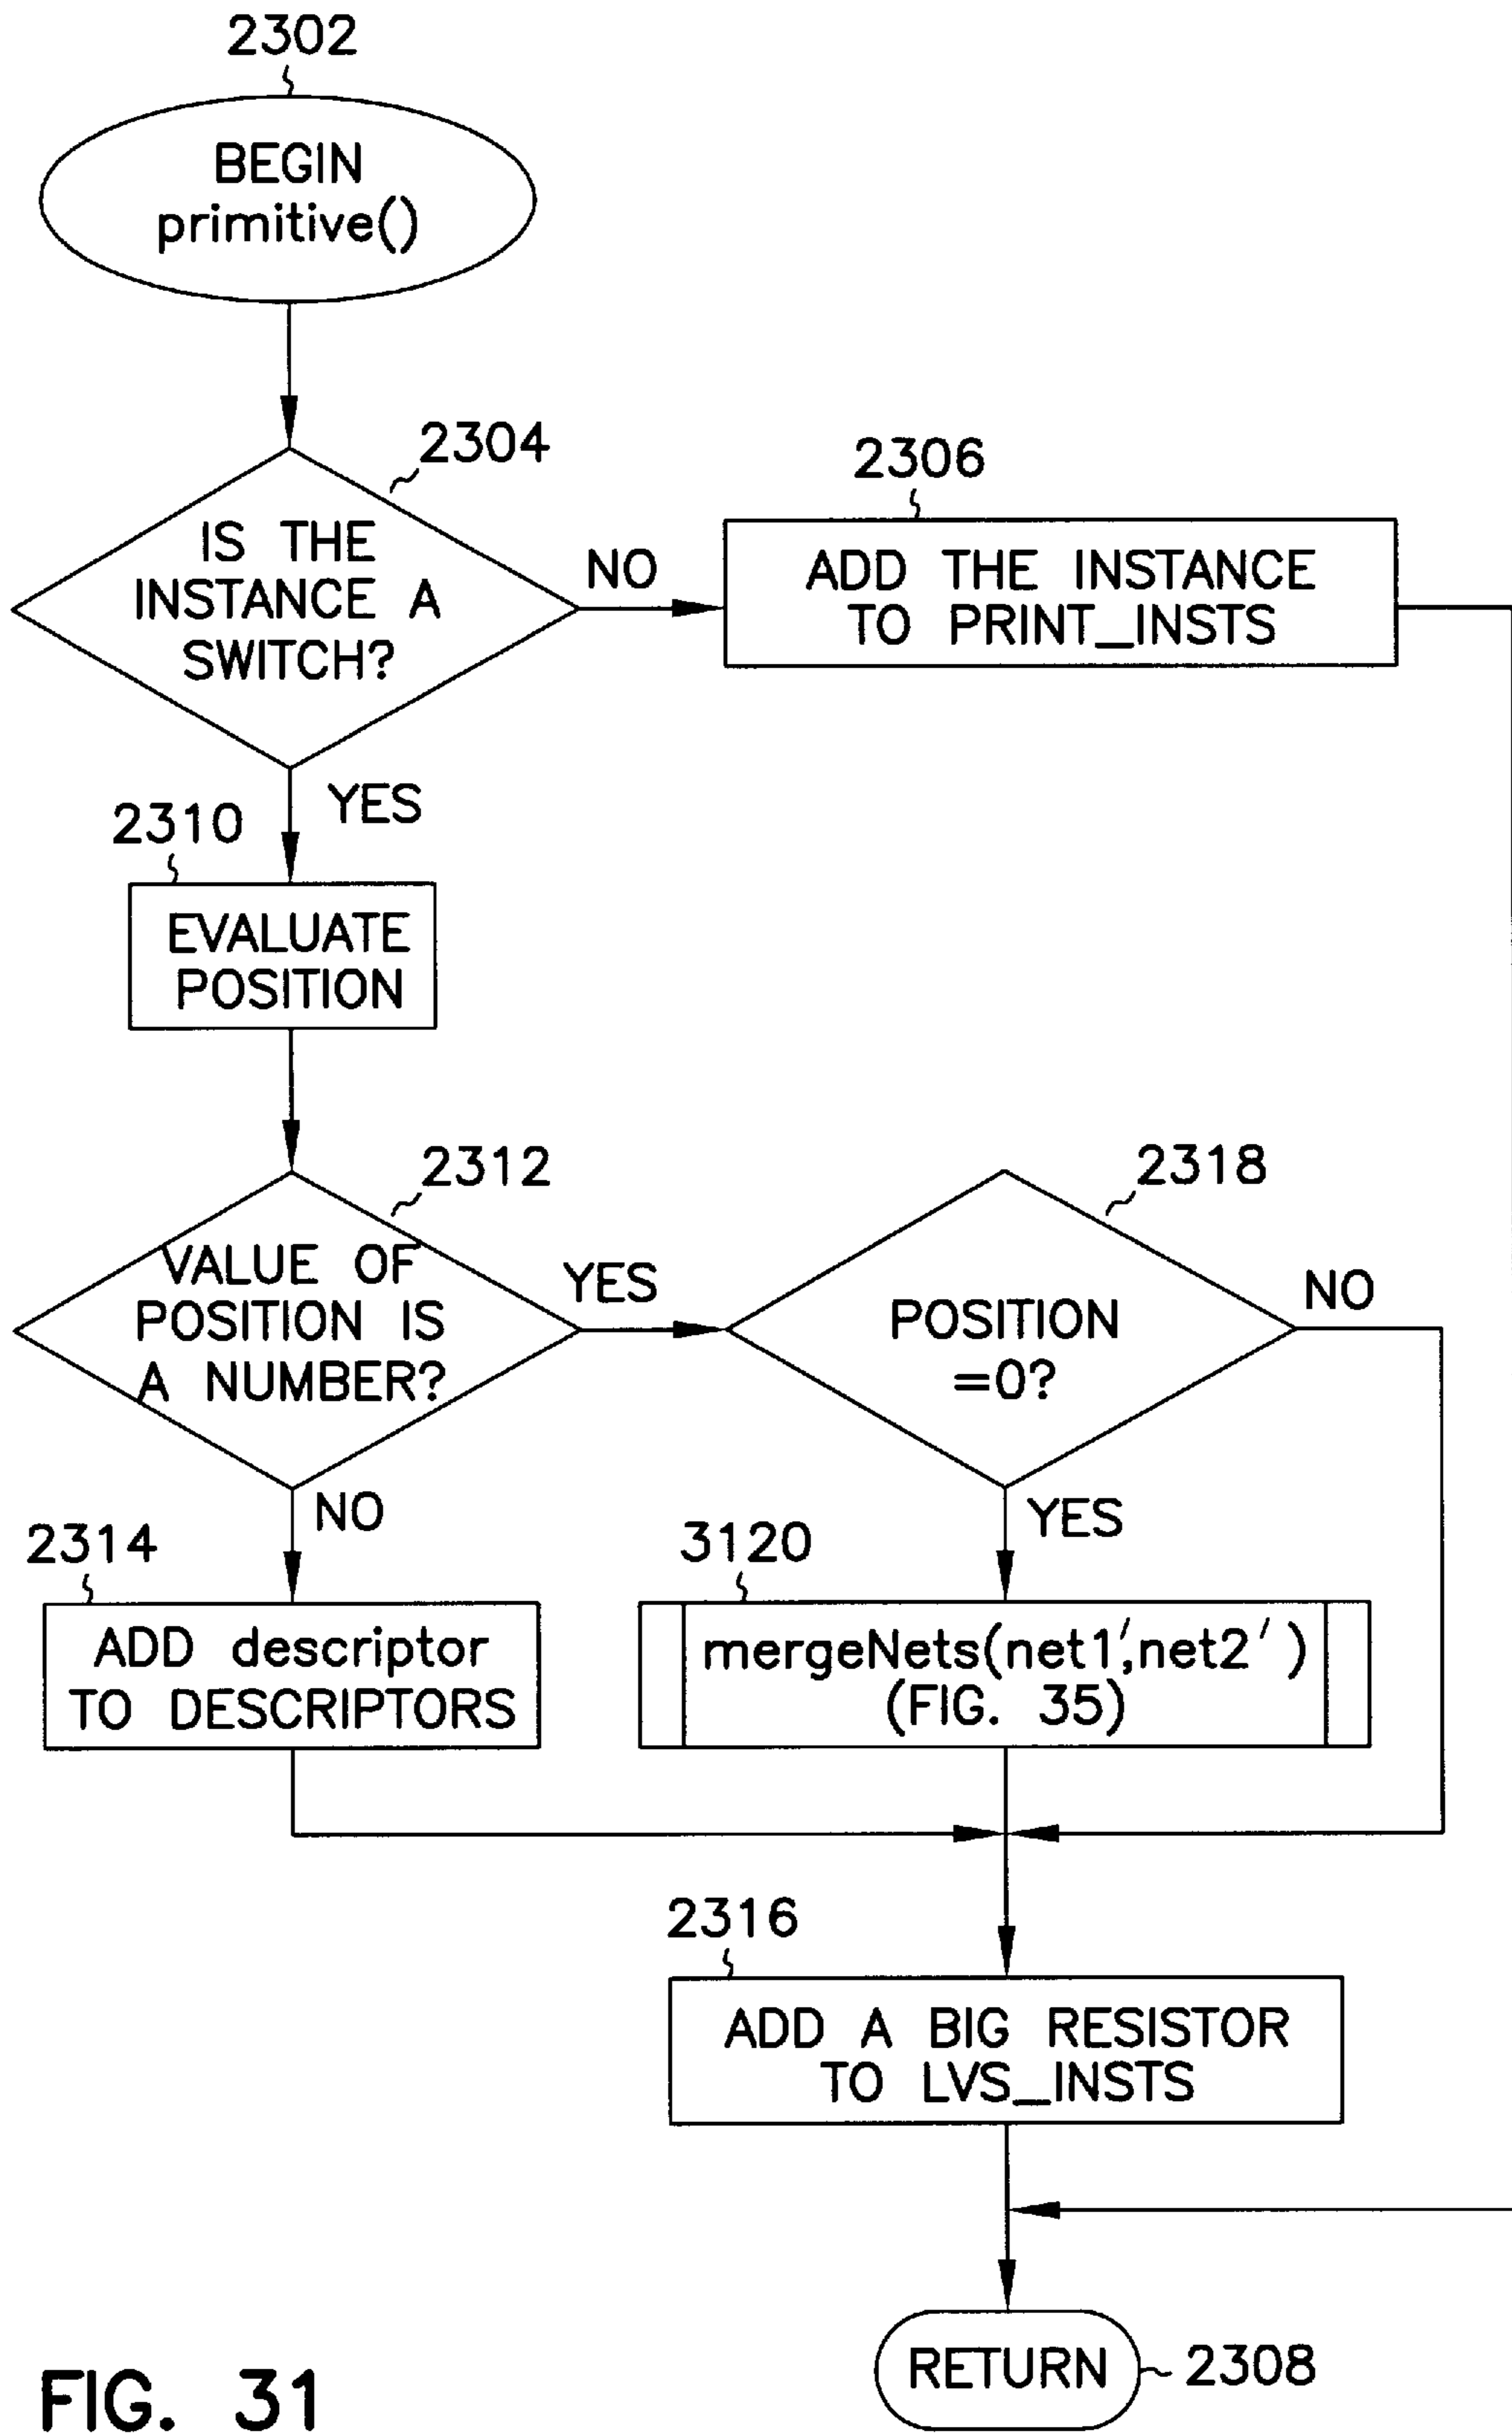 2302
BEGIN
primitive()
2304
IS THE
INSTANCE A
SWITCH?
NO
2306
ADD THE INSTANCE
TO PRINT_INSTS
YES
2310
EVALUATE
POSITION
2312
VALUE OF
POSITION IS
A NUMBER?
YES
2318
POSITION
=0?
NO
NO
2314
ADD descriptor
TO DESCRIPTORS
YES
3120
mergeNets(net1′,net2′)
(FIG. 35)
2316
ADD A BIG RESISTOR
TO LVS_INSTS
RETURN
2308
FIG. 31